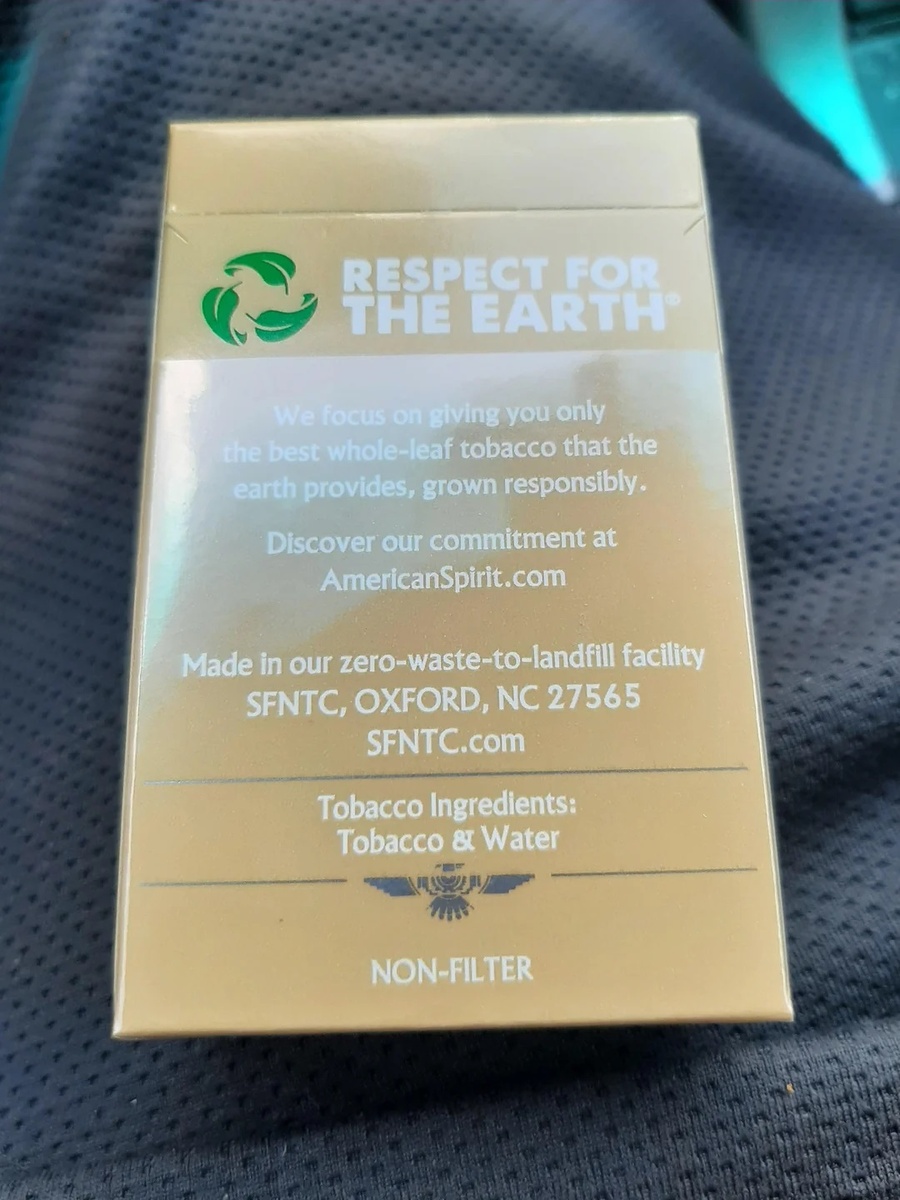 RESPECT FOR
THE EARTH®
We focus on giving you only
the best whole-leaf tobacco that the
earth provides, grown responsibly.
Discover our commitment at
AmericanSpirit.com
Made in our zero-waste-to-landfill facility
SFNTC, OXFORD, NC 27565
SFNTC.com
Tobacco Ingredients:
Tobacco & Water
NON-FILTER